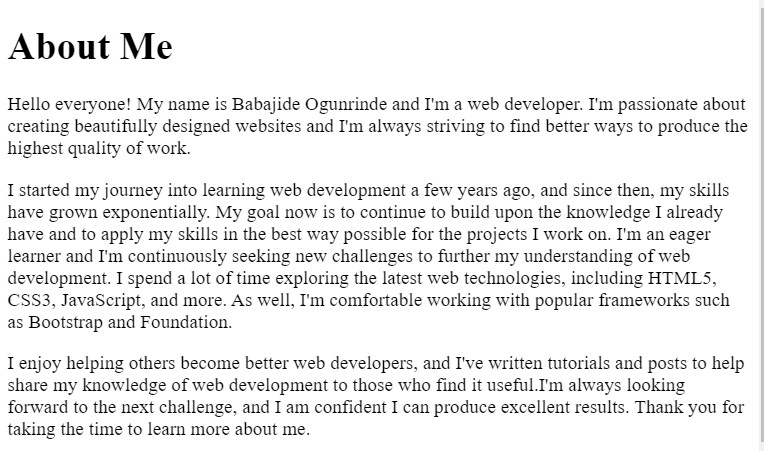 About Me
Hello everyone! My name is Babajide Ogunrinde and I'm a web developer. I'm passionate about
creating beautifully designed websites and I'm always striving to find better ways to produce the
highest quality of work.
I started my journey into learning web development a few years ago, and since then, my skills
have grown exponentially. My goal now is to continue to build upon the knowledge I already
have and to apply my skills in the best way possible for the projects I work on. I'm an eager
learner and I'm continuously seeking new challenges to further my understanding of web
development. I spend a lot of time exploring the latest web technologies, including HTML5,
CSS3, JavaScript, and more. As well, I'm comfortable working with popular frameworks such
as Bootstrap and Foundation.
I enjoy helping others become better web developers, and I've written tutorials and posts to help
share my knowledge of web development to those who find it useful.I'm always looking
forward to the next challenge, and I am confident I can produce excellent results. Thank you for
taking the time to learn more about me.